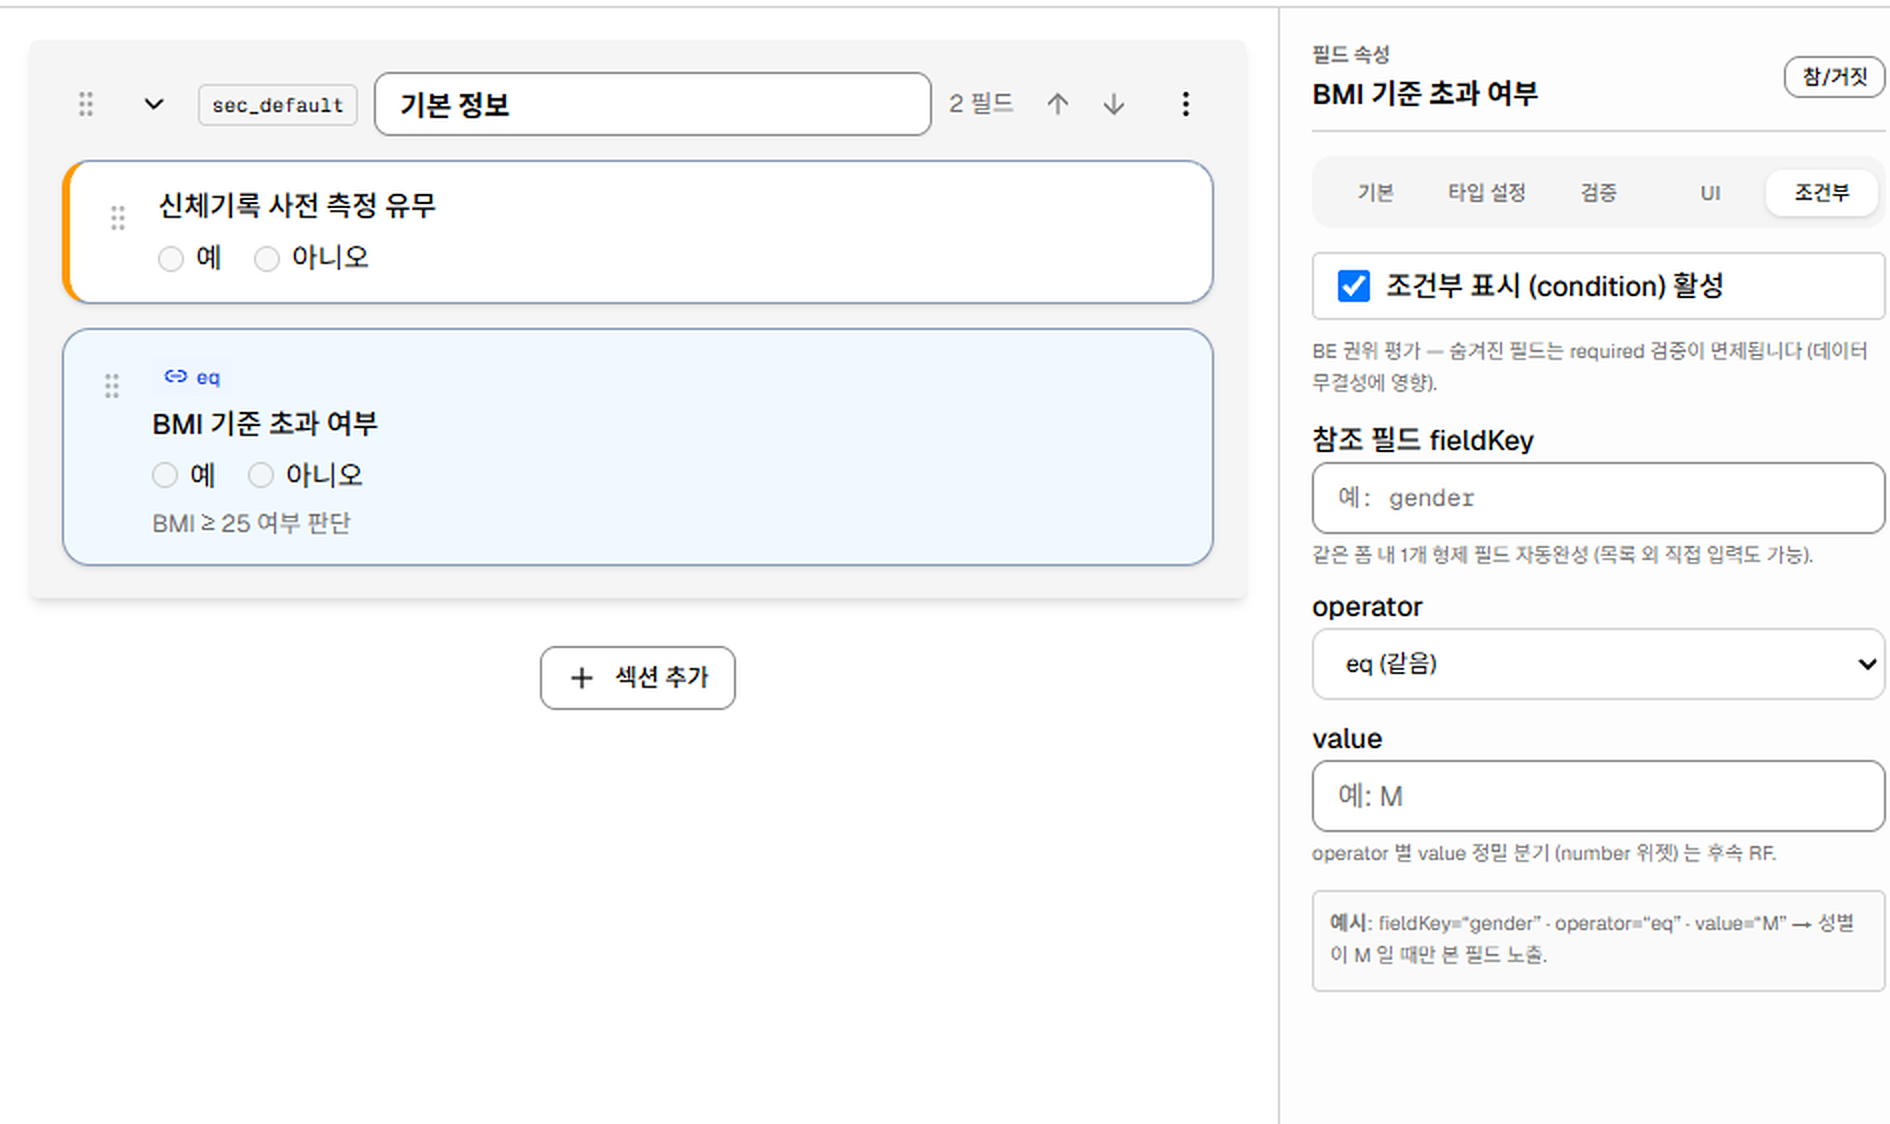 sec_default
기본 정보
2 필드
신체기록 사전 측정 유무
예 아니오
eq
BMI 기준 초과 여부
예 아니오
BMI ≥ 25 여부 판단
+ 섹션 추가
필드 속성
BMI 기준 초과 여부
참/거짓
기본 타입 설정 검증 UI 조건부
조건부 표시 (condition) 활성
BE 권위 평가 — 숨겨진 필드는 required 검증이 면제됩니다 (데이터
무결성에 영향).
참조 필드 fieldKey
예: gender
같은 폼 내 1개 형제 필드 자동완성 (목록 외 직접 입력도 가능).
operator
eq (같음)
value
예: M
operator 별 value 정밀 분기 (number 위젯) 는 후속 RF.
예시: fieldKey=“gender” · operator=“eq” · value=“M” → 성별
이 M 일 때만 본 필드 노출.